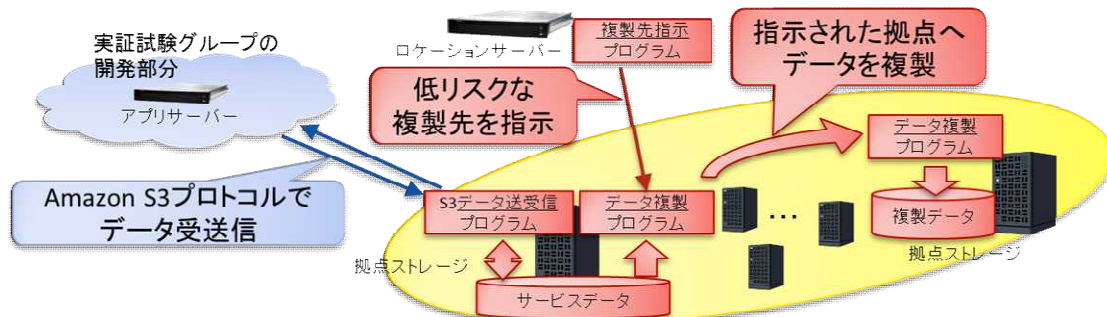 実証試験グループの
開発部分
アプリサーバー
Amazon S3プロトコルで
データ受送信
ロケーションサーバー
複製先指示
プログラム
低リスクな
複製先を指示
指示された拠点へ
データを複製
S3データ送受信
プログラム
データ複製
プログラム
拠点ストレージ
サービスデータ
...
データ複製
プログラム
複製データ
拠点ストレージ